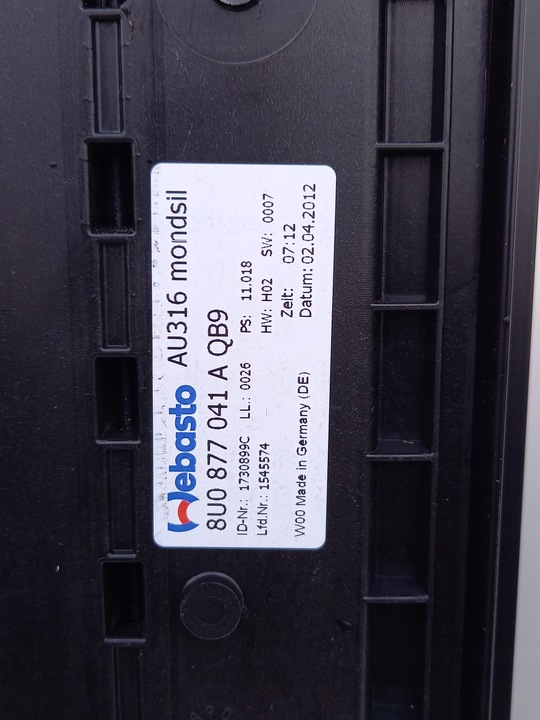 Webasto AU316 mondsil
8U0 877 041 A QB9
ID-Nr.: 1730899C LL.: 0026 PS: 11.018
Lfd.Nr.: 1545574 HW: H02 SW: 0007
Zeit: 07:12
W00 Made in Germany (DE) Datum: 02.04.2012